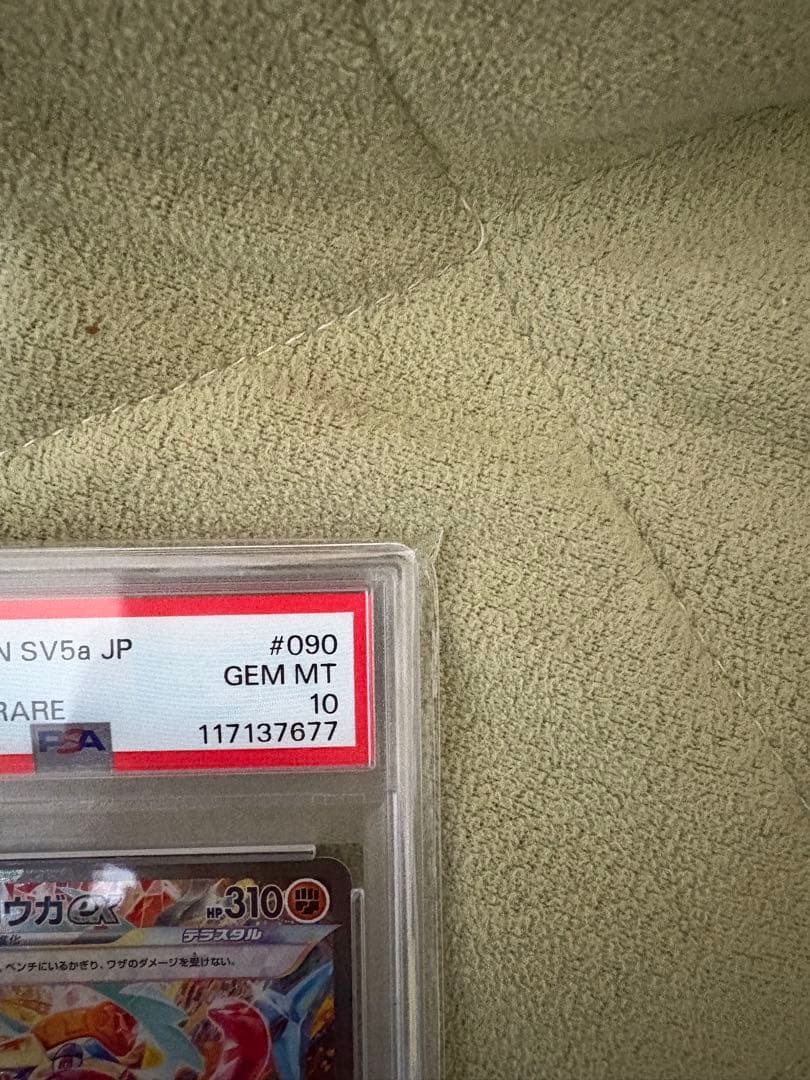 N SV5a JP #090
GEM MT
RARE 10
PSA 117137677
ウガex HP310
テラスタル
、ベンチにいるかぎり、ワザのダメージを受けない。